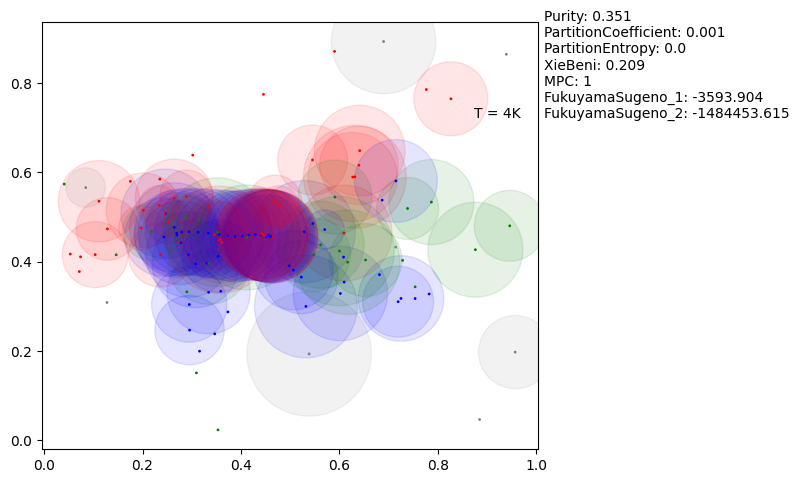 Purity: 0.351
PartitionCoefficient: 0.001
PartitionEntropy: 0.0
XieBeni: 0.209
MPC: 1
FukuyamaSugeno_1: -3593.904
FukuyamaSugeno_2: -1484453.615
T = 4K
0.8
0.6
0.4
0.2
0.0
0.0 0.2 0.4 0.6 0.8 1.0